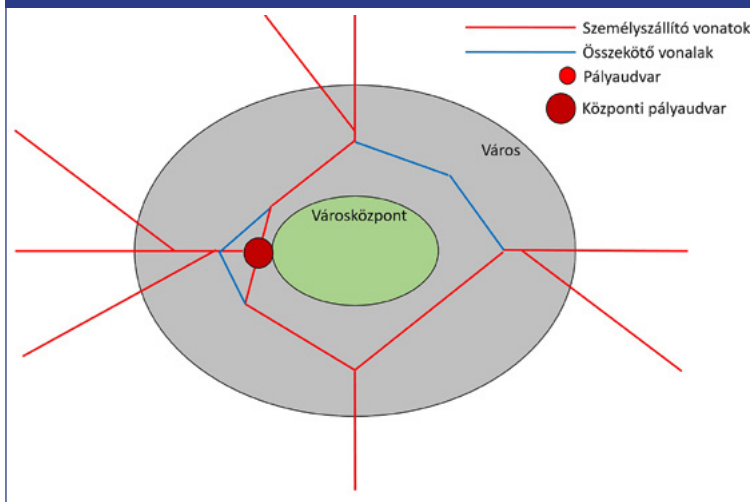 Személyszállító vonatok
Összekötő vonalak
Pályaudvar
Központi pályaudvar
Város
Városközpont